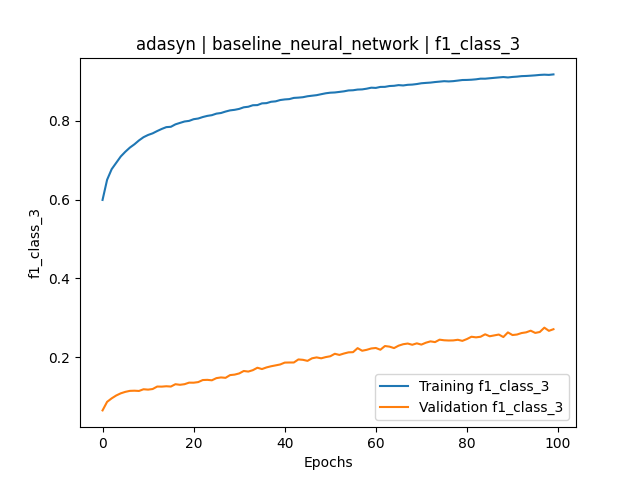 adasyn | baseline_neural_network | f1_class_3
f1_class_3
0.8
0.6
0.4
0.2
Training f1_class_3
Validation f1_class_3
0 20 40 60 80 100
Epochs